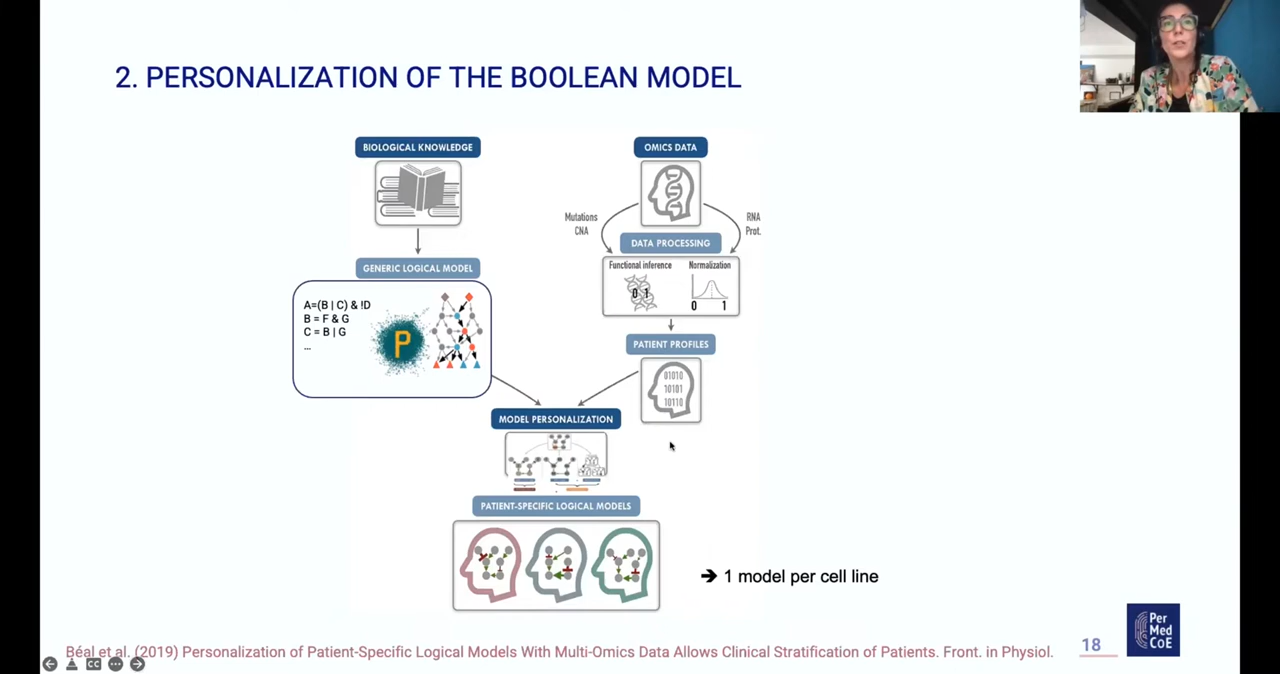 2. PERSONALIZATION OF THE BOOLEAN MODEL
BIOLOGICAL KNOWLEDGE
OMICS DATA
Mutations
CNA
RNA
Prot.
DATA PROCESSING
Functional inference
Normalization
0 1
0 1
GENERIC LOGICAL MODEL
A=(B | C) & !D
B = F & G
C = B | G
...
P
PATIENT PROFILES
01010
10101
10110
MODEL PERSONALIZATION
PATIENT-SPECIFIC LOGICAL MODELS
➔ 1 model per cell line
Per
Med
CoE
18
Béal et al. (2019) Personalization of Patient-Specific Logical Models With Multi-Omics Data Allows Clinical Stratification of Patients. Front. in Physiol.
CC